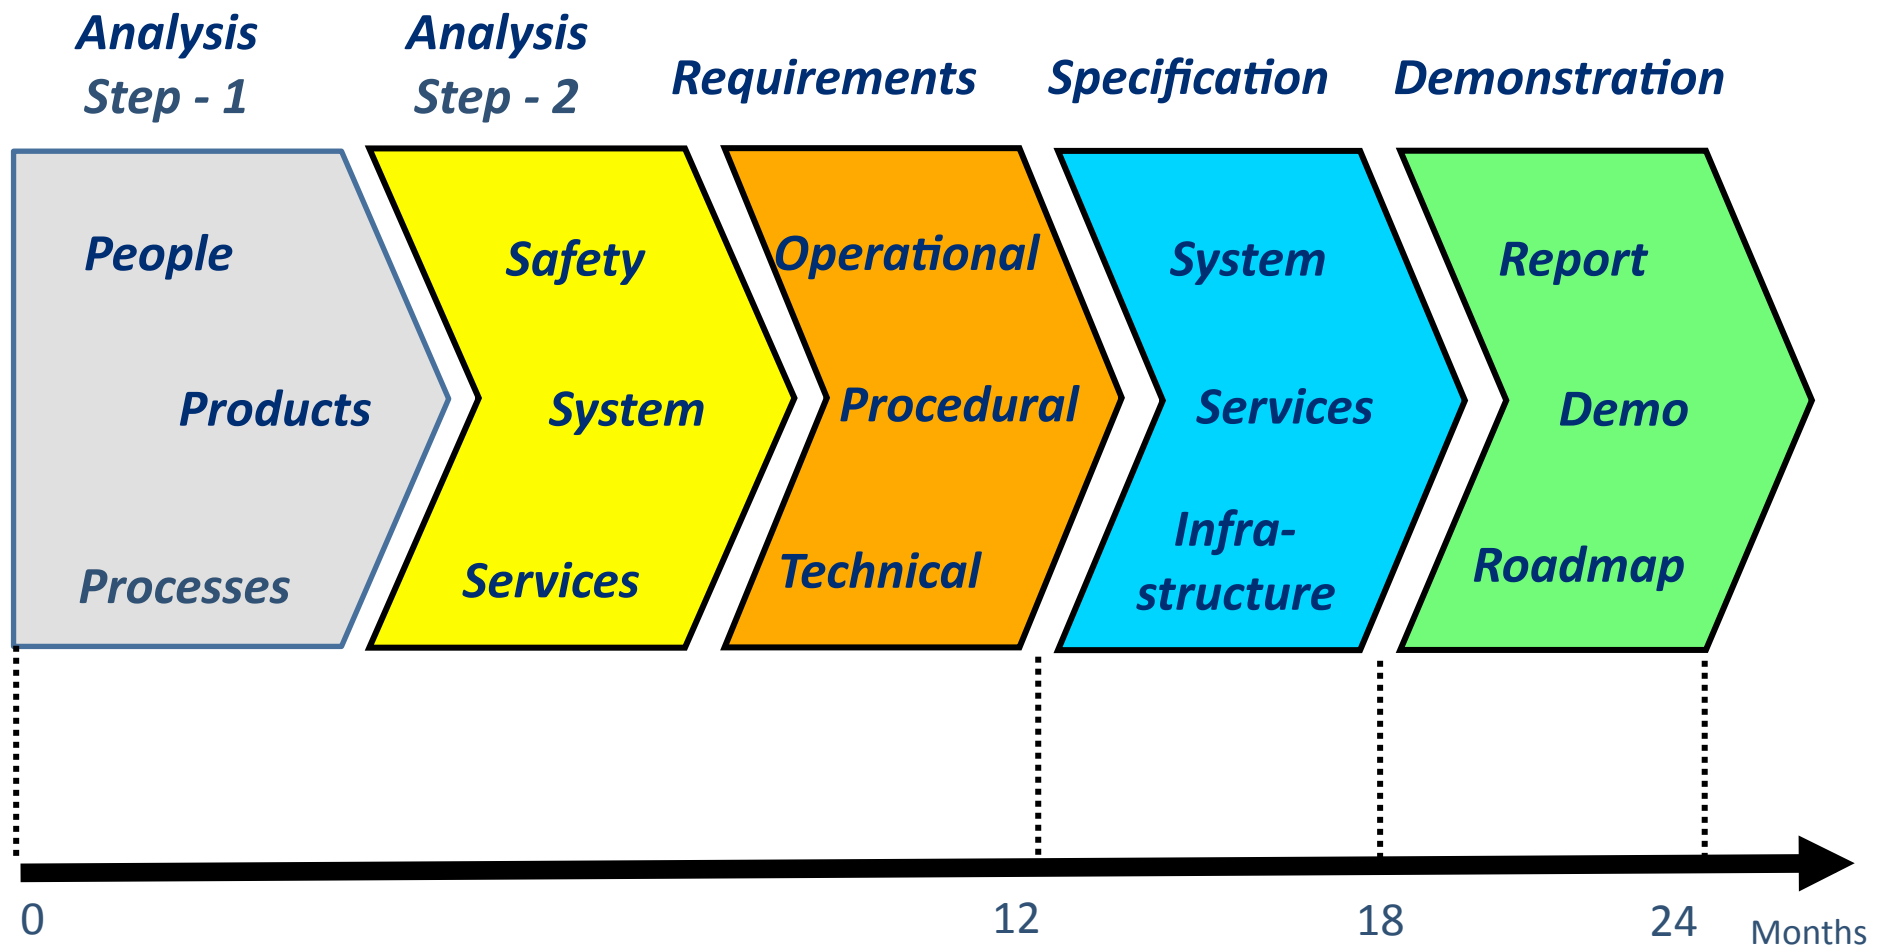 Analysis
Step - 1
Analysis
Step - 2
Requirements
Specification
Demonstration
People
Products
Processes
Safety
System
Services
Operational
Procedural
Technical
System
Services
Infra-
structure
Report
Demo
Roadmap
0
12
18
24
Months